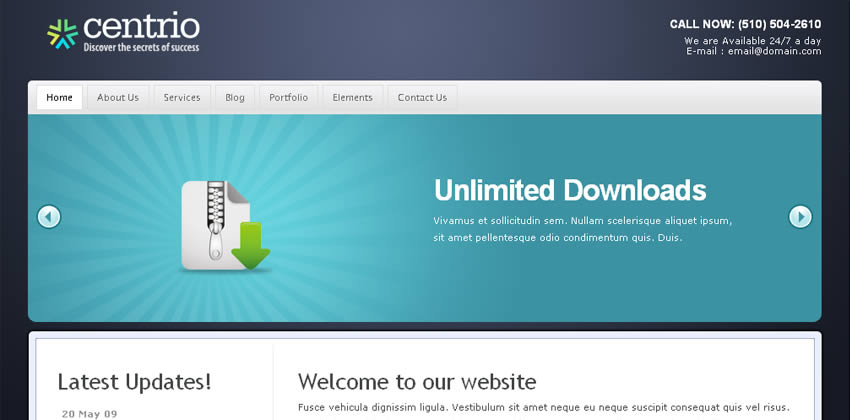 centrio
Discover the secrets of success
CALL NOW: (510) 504-2610
We are Available 24/7 a day
E-mail : email@domain.com
Home About Us Services Blog Portfolio Elements Contact Us
Unlimited Downloads
Vivamus et sollicitudin sem. Nullam scelerisque aliquet ipsum,
sit amet pellentesque odio condimentum quis. Duis.
Latest Updates!
20 May 09
Welcome to our website
Fusce vehicula dignissim ligula. Vestibulum sit amet neque eu neque suscipit consequat quis vel risus.